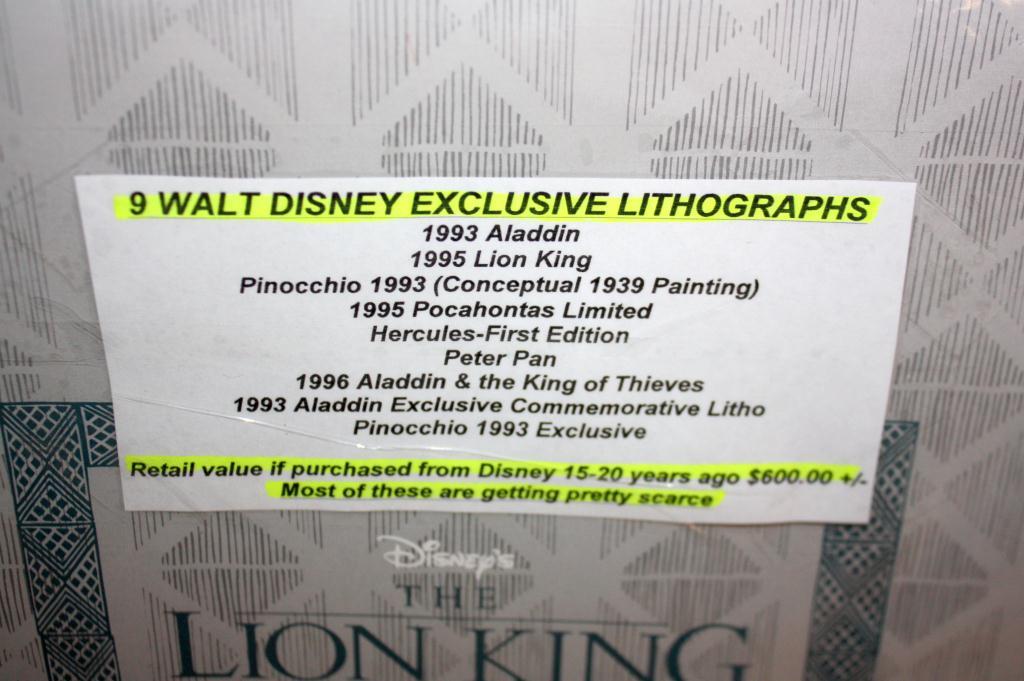 9 WALT DISNEY EXCLUSIVE LITHOGRAPHS
1993 Aladdin
1995 Lion King
Pinocchio 1993 (Conceptual 1939 Painting)
1995 Pocahontas Limited
Hercules-First Edition
Peter Pan
1996 Aladdin & the King of Thieves
1993 Aladdin Exclusive Commemorative Litho
Pinocchio 1993 Exclusive
Retail value if purchased from Disney 15-20 years ago $600.00 +/-
Most of these are getting pretty scarce
Disney's
THE
LION KING